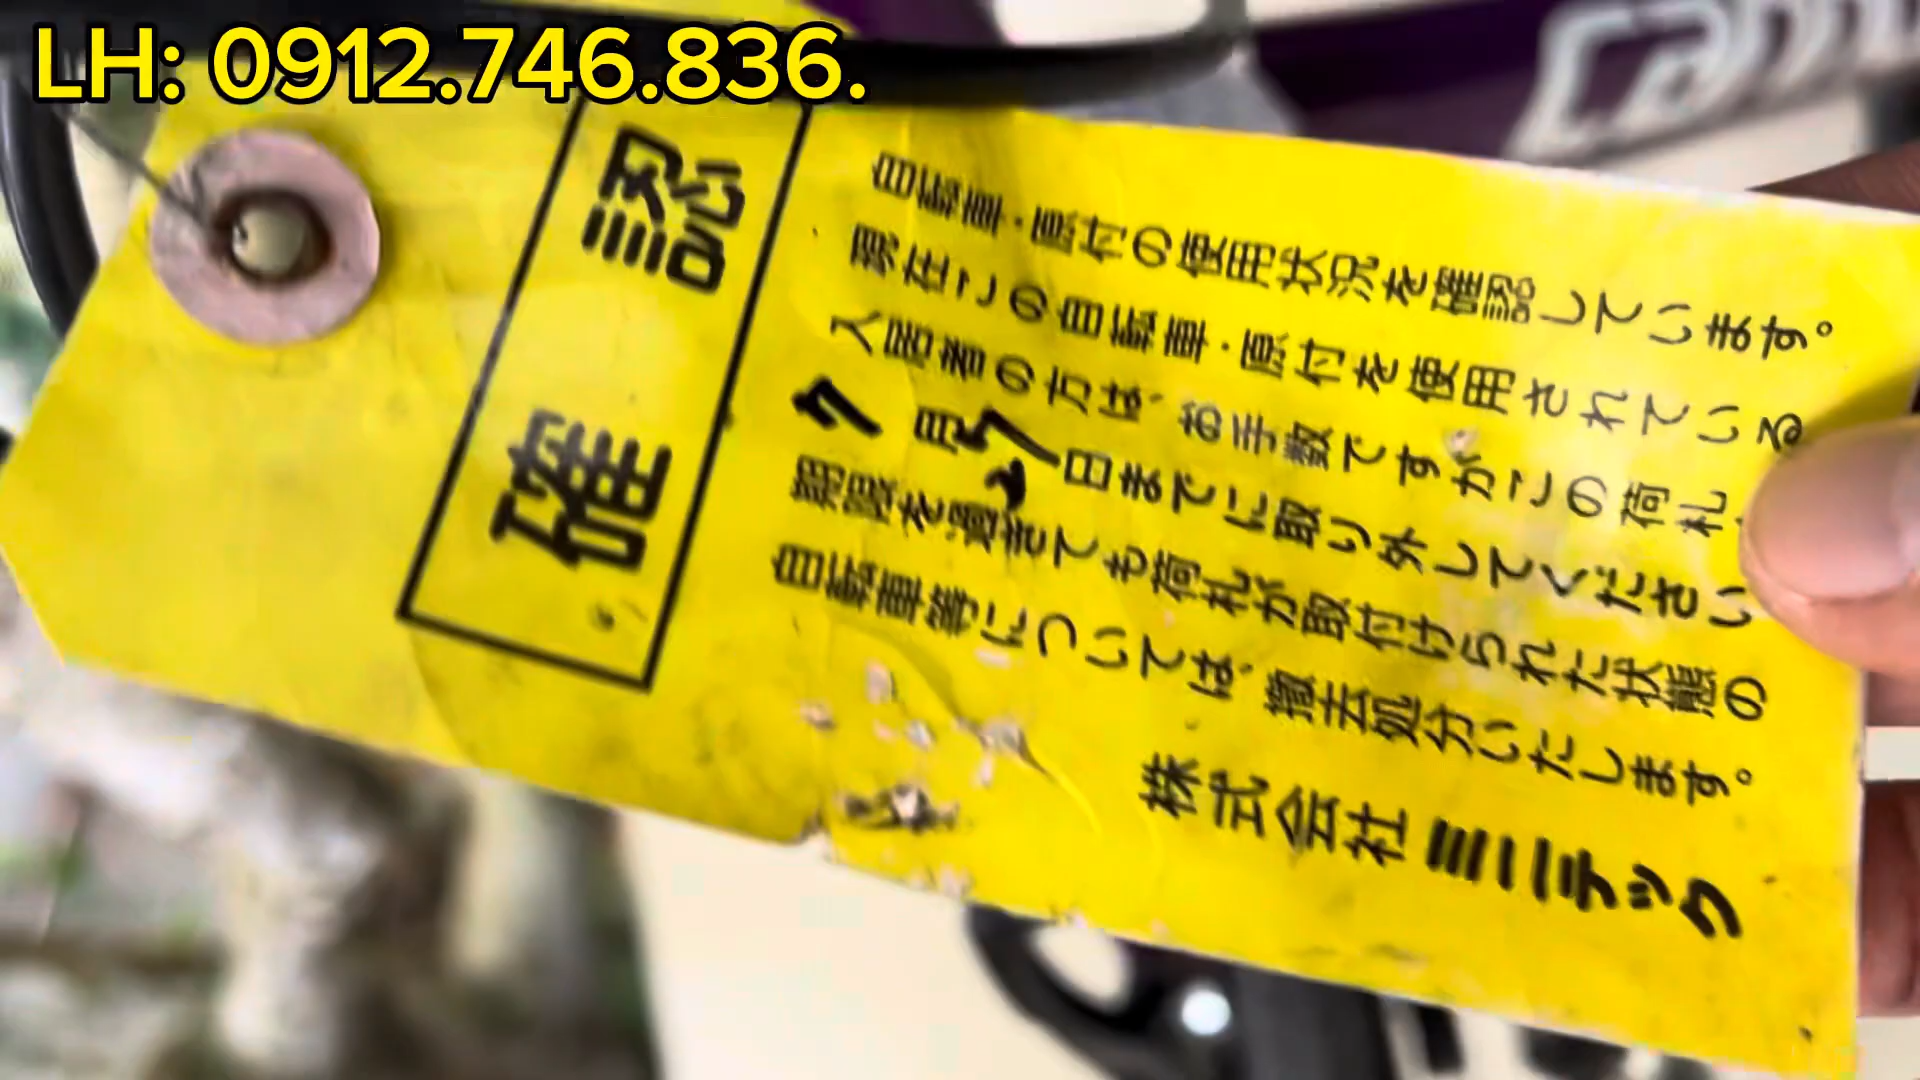 LH: 0912.746.836.
確認
自転車・原付の使用状況を確認しています。
現在この自転車・原付を使用されている
入居者の方は、お手数ですがこの荷札、
7月27日までに取り外してください
期限を過ぎても荷札が取付けられた状態の
自転車等については、撤去処分いたします。
株式会社ミニテック